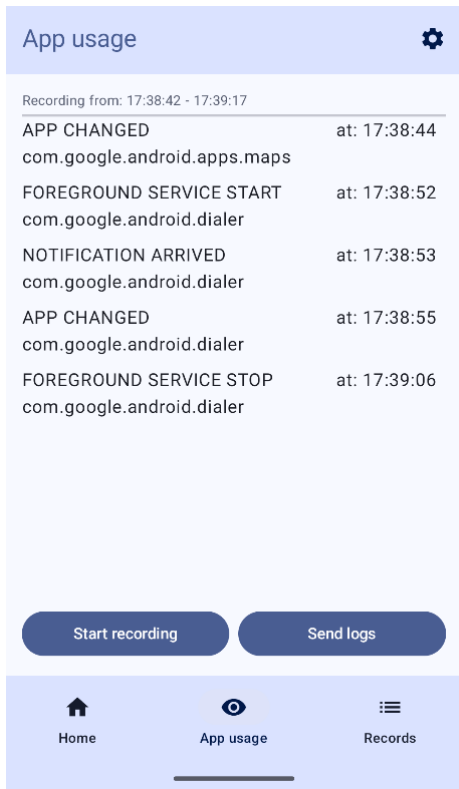 App usage
Recording from: 17:38:42 - 17:39:17
APP CHANGED at: 17:38:44
com.google.android.apps.maps
FOREGROUND SERVICE START at: 17:38:52
com.google.android.dialer
NOTIFICATION ARRIVED at: 17:38:53
com.google.android.dialer
APP CHANGED at: 17:38:55
com.google.android.dialer
FOREGROUND SERVICE STOP at: 17:39:06
com.google.android.dialer
Start recording Send logs
Home App usage Records